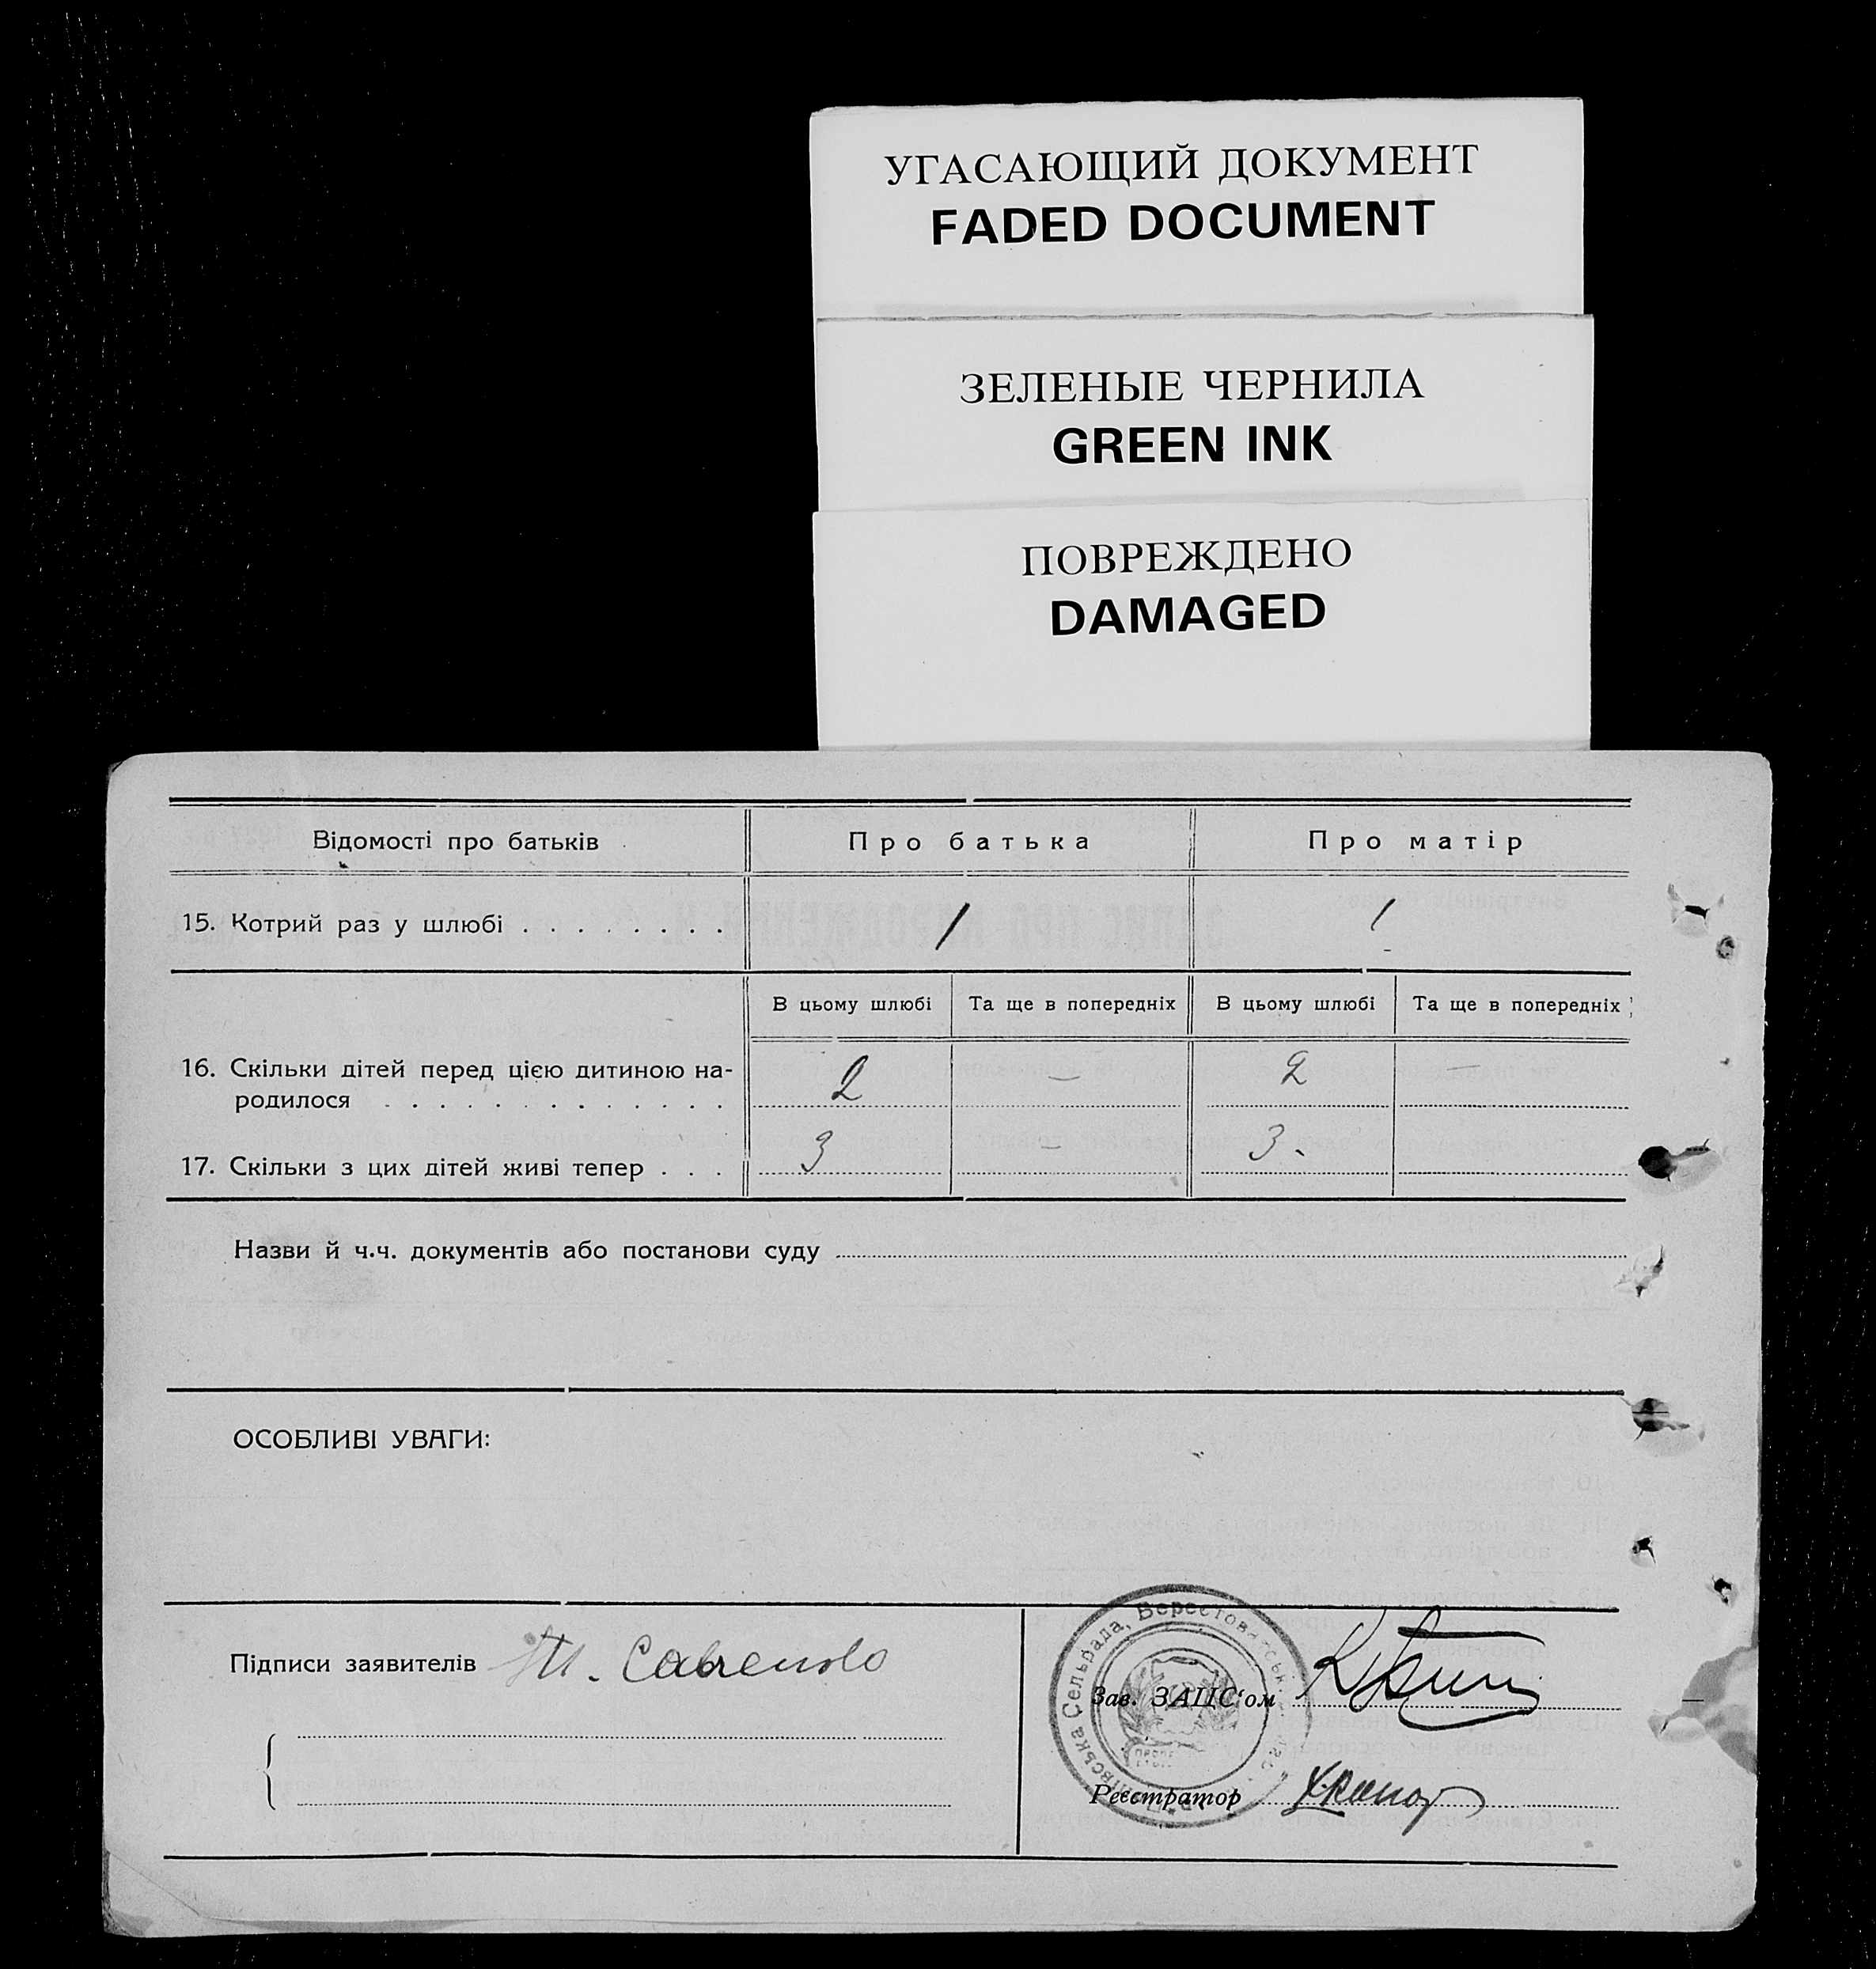 УГАСАЮЩИЙ ДОКУМЕНТ
FADED DOCUMENT
ЗЕЛЕНЫЕ ЧЕРНИЛА
GREEN INK
ПОВРЕЖДЕНО
DAMAGED
Відомості про батьків Про батька Про матір
15. Котрий раз у шлюбі . . . . . . . . 1 1
В цьому шлюбі Та ще в попередніх В цьому шлюбі Та ще в попередніх
16. Скільки дітей перед цією дитиною на- 2 — 2 —
родилося . . . . . . . . . . . . .
17. Скільки з цих дітей живі тепер . . . 3 — 3.
Назви й ч.ч. документів або постанови суду
ОСОБЛИВІ УВАГИ:
Підписи заявителів
Зав. ЗАЦС‘ом
Реєстратор
Сельрада,